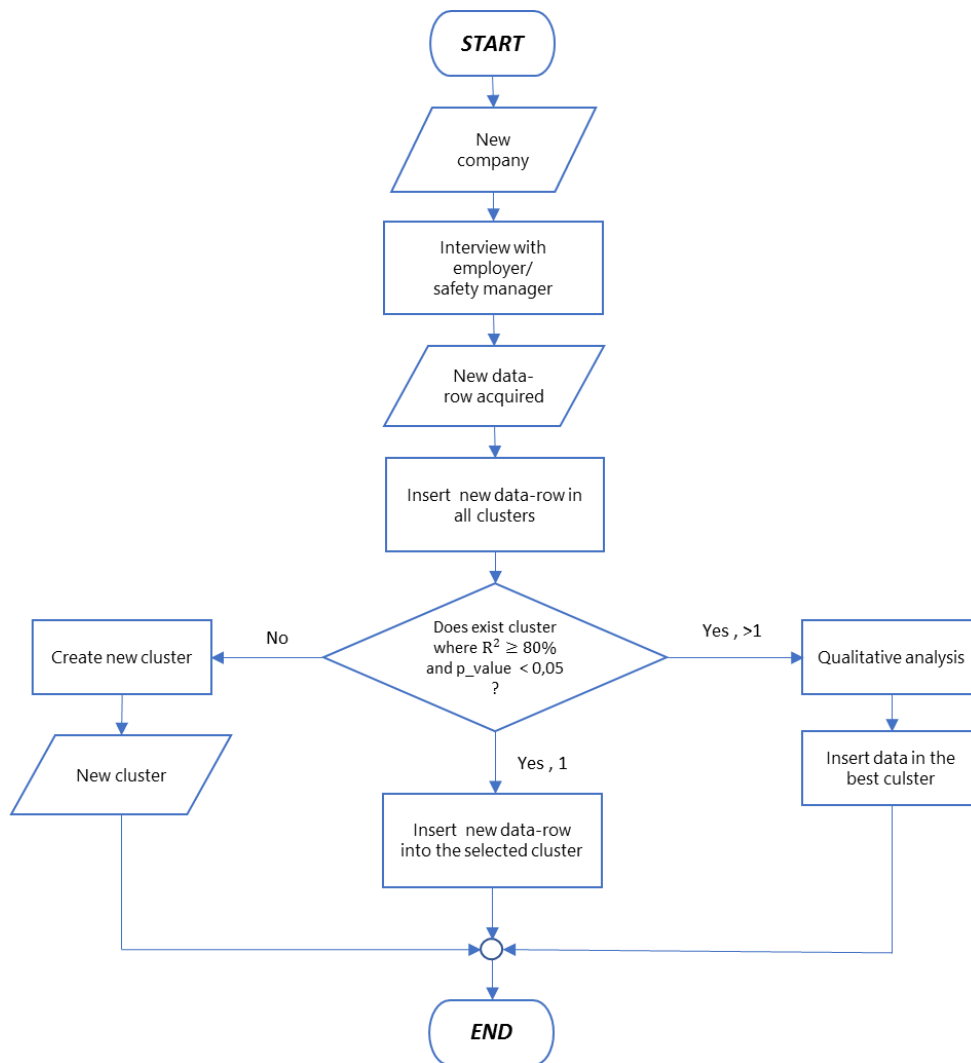 START
New
company
Interview with
employer/
safety manager
New data-
row acquired
Insert new data-row in
all clusters
Does exist cluster
where R² ≥ 80%
and p_value < 0,05
?
No
Yes , >1
Create new cluster
Qualitative analysis
New cluster
Yes , 1
Insert data in the
best culster
Insert new data-row
into the selected cluster
END